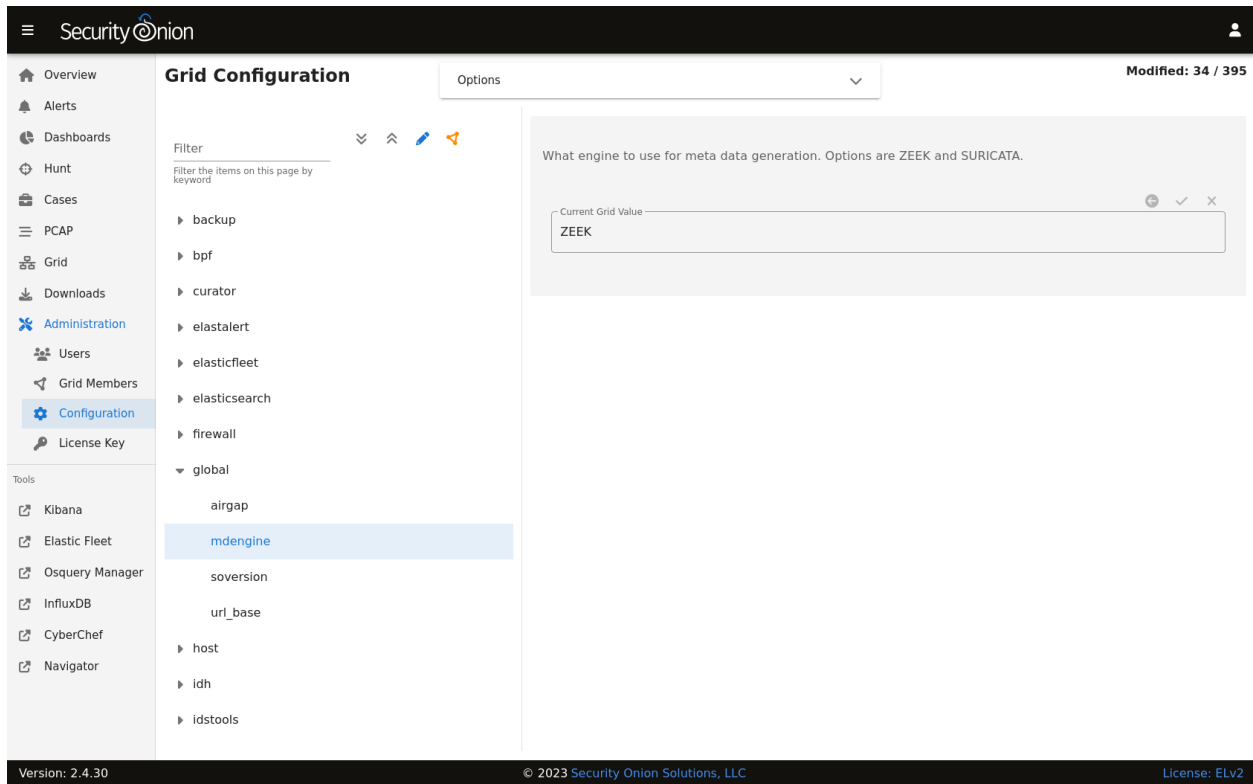 Security Onion
Overview
Alerts
Dashboards
Hunt
Cases
PCAP
Grid
Downloads
Administration
Users
Grid Members
Configuration
License Key
Tools
Kibana
Elastic Fleet
Osquery Manager
InfluxDB
CyberChef
Navigator
Grid Configuration
Options
Modified: 34 / 395
Filter
Filter the items on this page by
keyword
backup
bpf
curator
elastalert
elasticfleet
elasticsearch
firewall
global
airgap
mdengine
soversion
url_base
host
idh
idstools
What engine to use for meta data generation. Options are ZEEK and SURICATA.
Current Grid Value
ZEEK
Version: 2.4.30
© 2023 Security Onion Solutions, LLC
License: ELv2